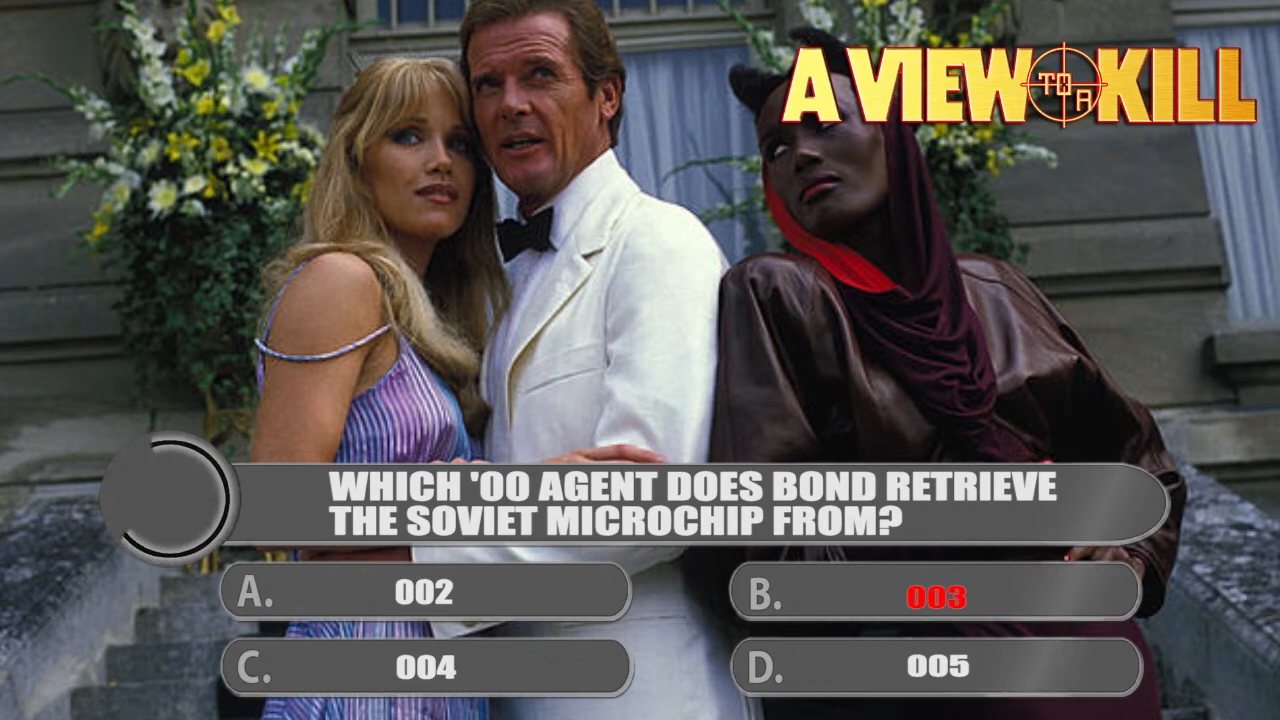 A VIEW TO A KILL
WHICH '00 AGENT DOES BOND RETRIEVE
THE SOVIET MICROCHIP FROM?
A. 002
B. 003
C. 004
D. 005